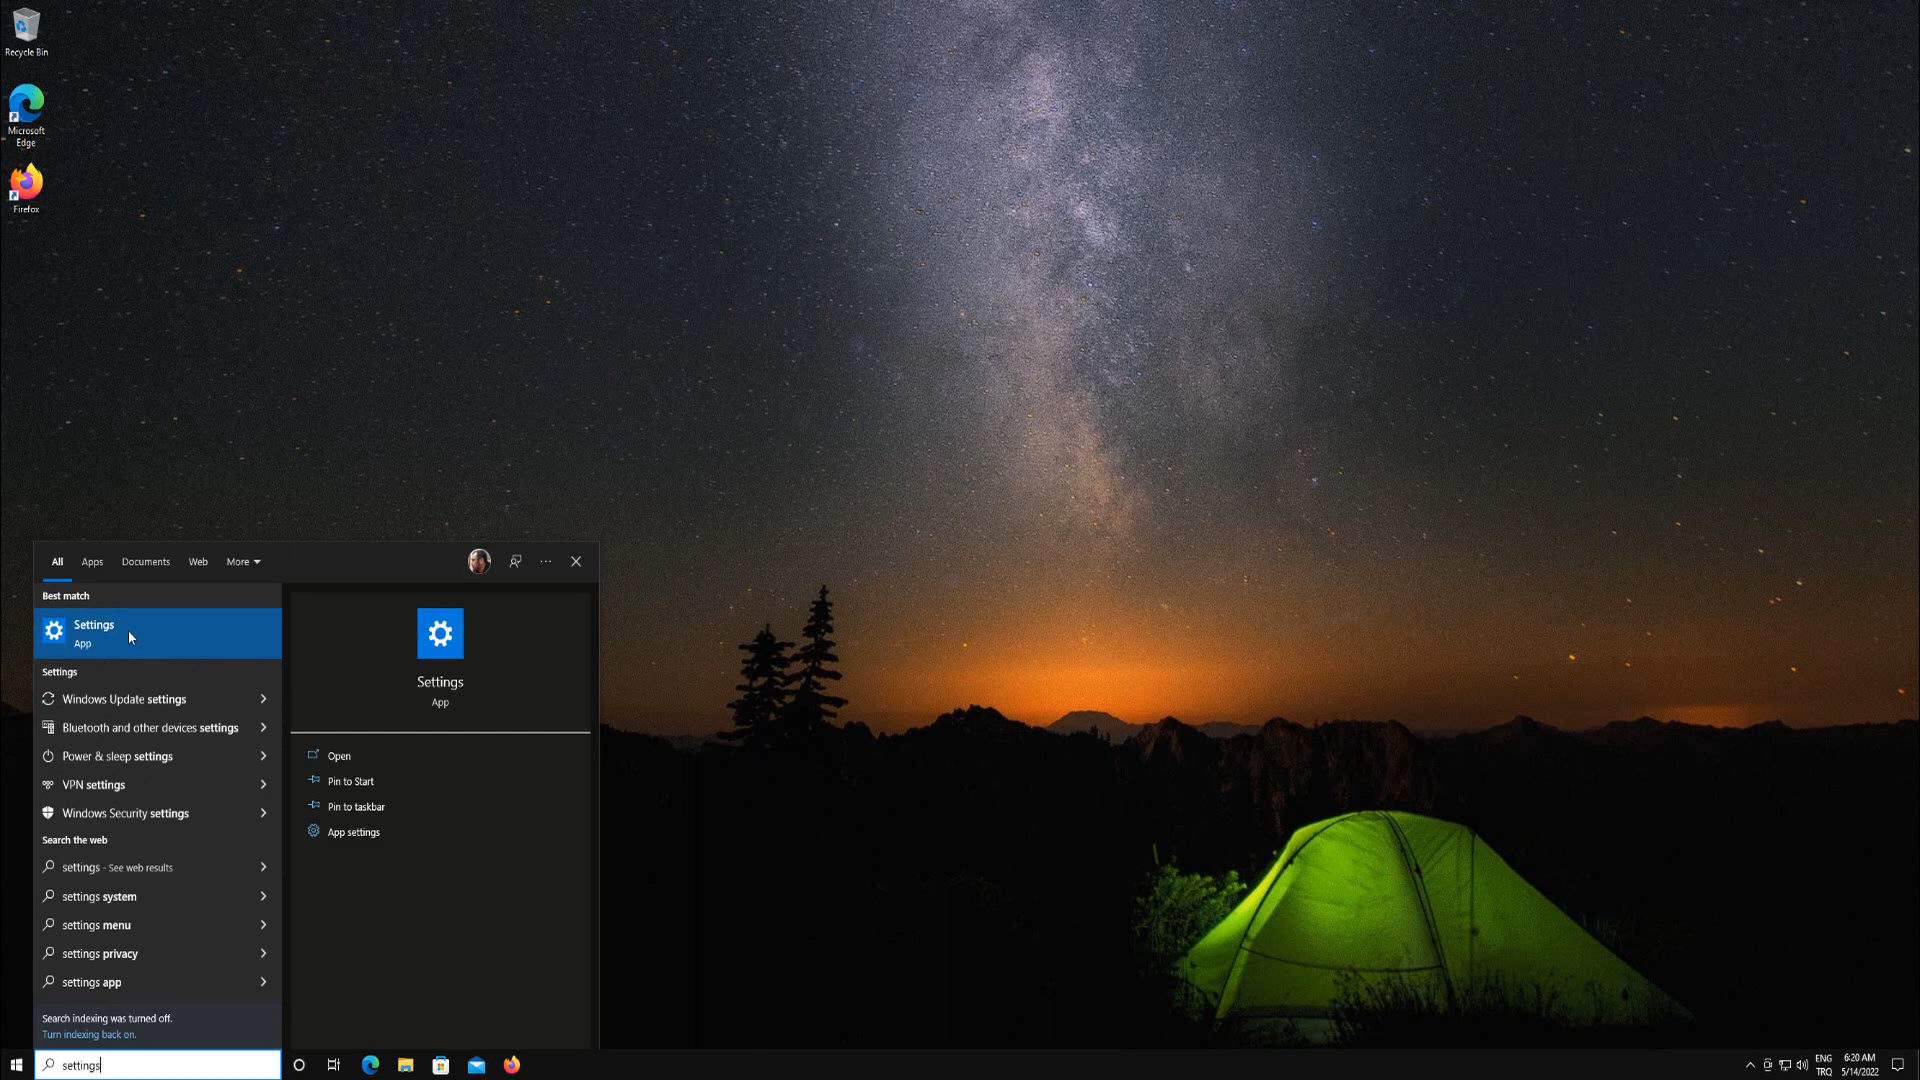 Recycle Bin
Microsoft
Edge
Firefox
All Apps Documents Web More
Best match
Settings
App
Settings
Windows Update settings
Bluetooth and other devices settings
Power & sleep settings
VPN settings
Windows Security settings
Search the web
settings - See web results
settings system
settings menu
settings privacy
settings app
Search indexing was turned off.
Turn indexing back on.
Settings
App
Open
Pin to Start
Pin to taskbar
App settings
settings
ENG
TRQ
6:20 AM
5/14/2022